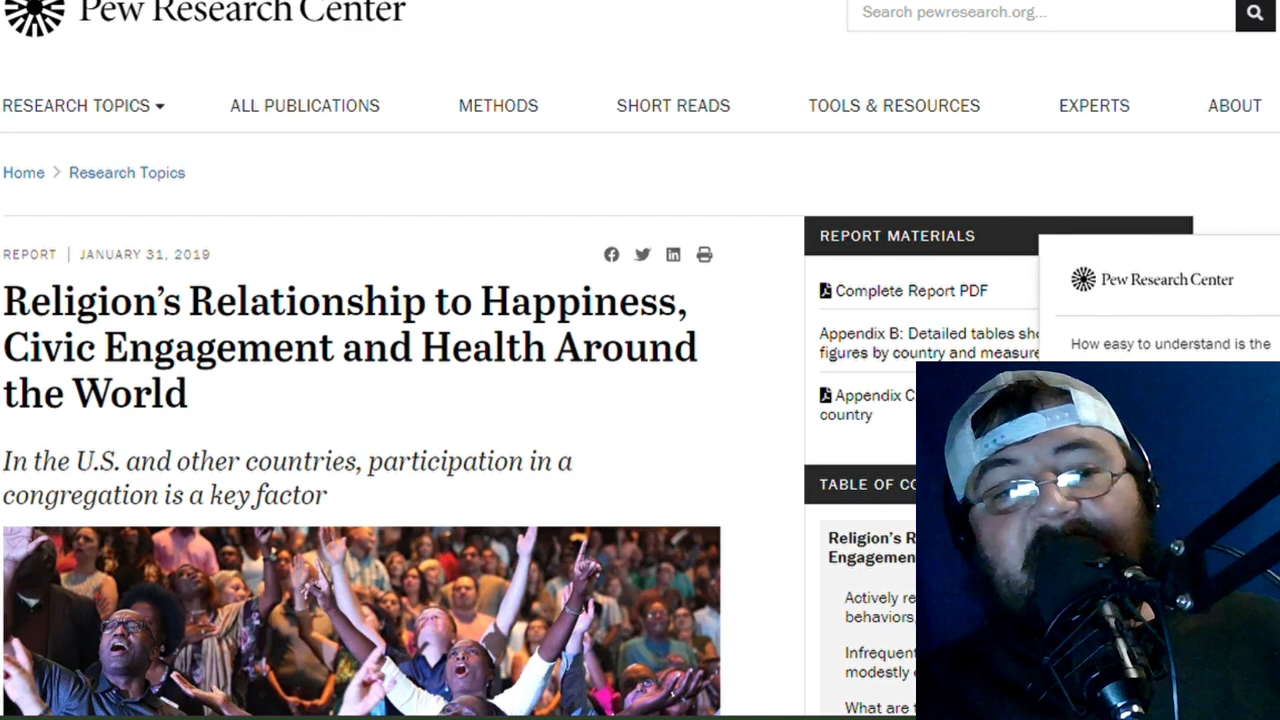 Pew Research Center
Search pewresearch.org...
RESEARCH TOPICS
ALL PUBLICATIONS
METHODS
SHORT READS
TOOLS & RESOURCES
EXPERTS
ABOUT
Home
Research Topics
REPORT | JANUARY 31, 2019
Religion's Relationship to Happiness,
Civic Engagement and Health Around
the World
In the U.S. and other countries, participation in a
congregation is a key factor
REPORT MATERIALS
Complete Report PDF
Appendix B: Detailed tables
figures by country and measure
Appendix
country
TABLE OF
Religion's
Engagement
Actively
behaviors,
Infrequent
modestly
What are
Pew Research Center
How easy to understand is the